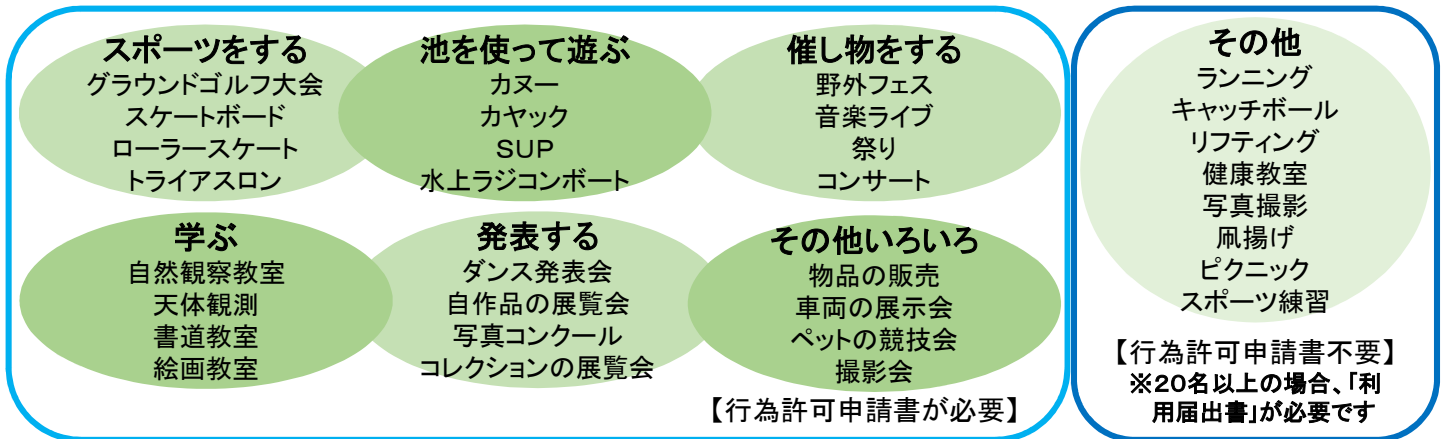 スポーツをする
グラウンドゴルフ大会
スケートボード
ローラースケート
トライアスロン
池を使って遊ぶ
カヌー
カヤック
SUP
水上ラジコンボート
催し物をする
野外フェス
音楽ライブ
祭り
コンサート
学ぶ
自然観察教室
天体観測
書道教室
絵画教室
発表する
ダンス発表会
自作品の展覧会
写真コンクール
コレクションの展覧会
その他いろいろ
物品の販売
車両の展示会
ペットの競技会
撮影会
【行為許可申請書が必要】
その他
ランニング
キャッチボール
リフティング
健康教室
写真撮影
凧揚げ
ピクニック
スポーツ練習
【行為許可申請書不要】
※20名以上の場合、「利
用届出書」が必要です